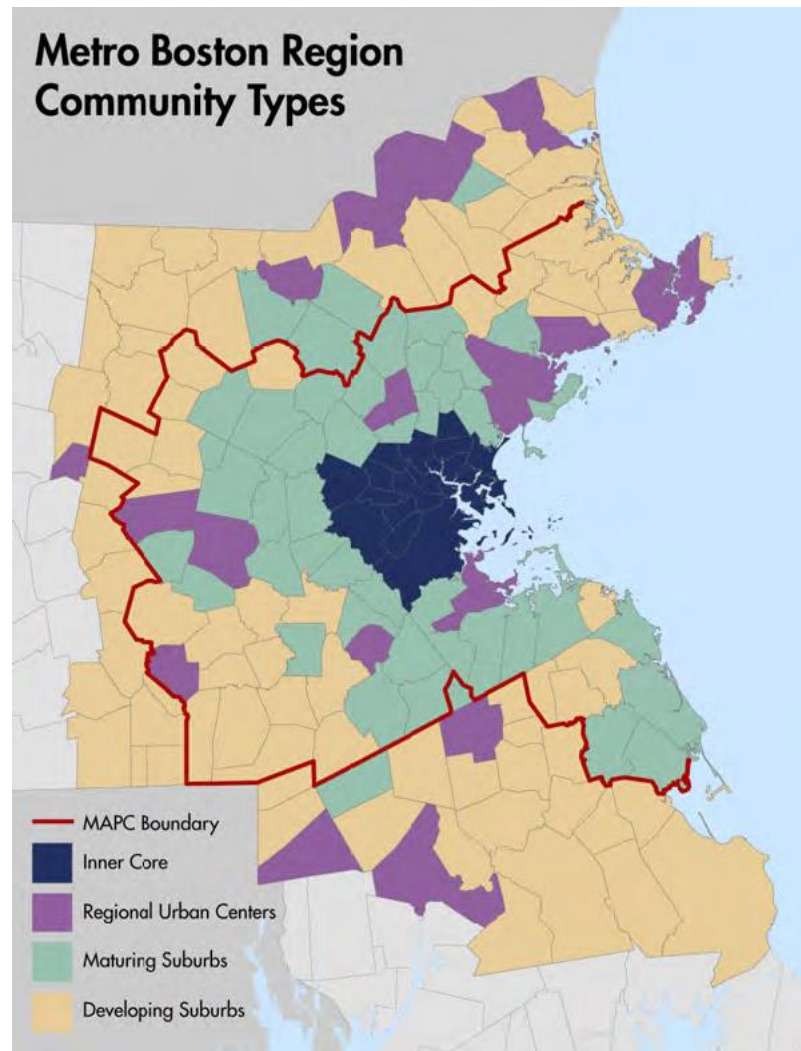 Metro Boston Region
Community Types
MAPC Boundary
Inner Core
Regional Urban Centers
Maturing Suburbs
Developing Suburbs